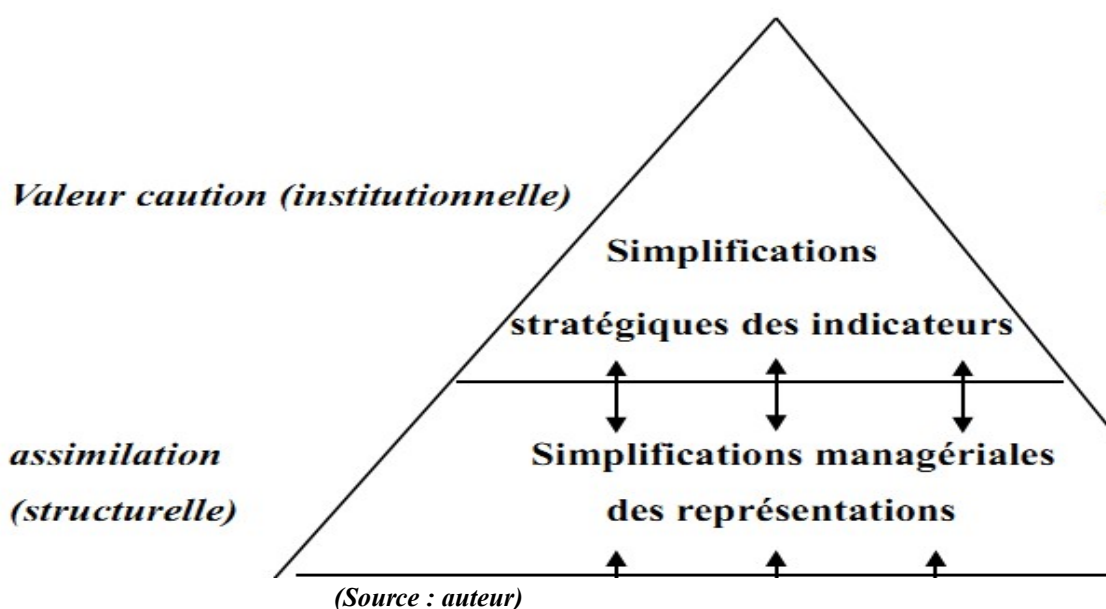 Valeur caution (institutionnelle)
Simplifications
stratégiques des indicateurs
assimilation
(structurelle)
Simplifications managériales
des représentations
(Source : auteur)